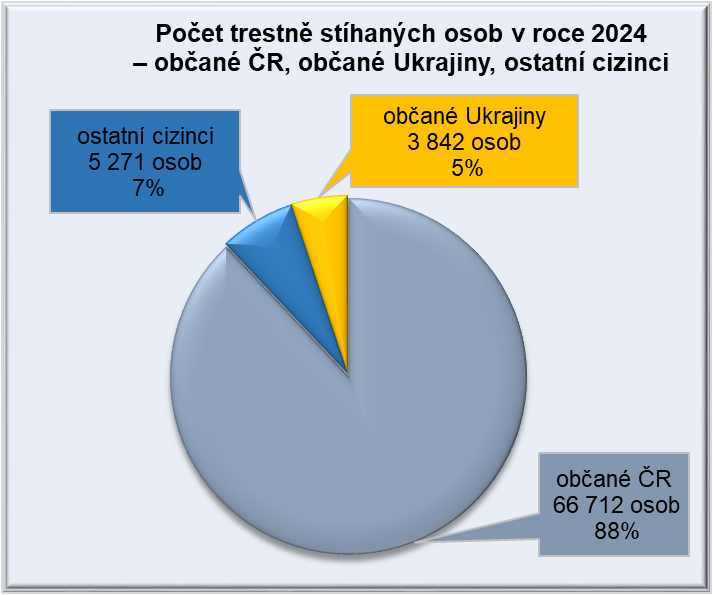 Počet trestně stíhaných osob v roce 2024
– občané ČR, občané Ukrajiny, ostatní cizinci
občané Ukrajiny
3 842 osob
5%
ostatní cizinci
5 271 osob
7%
občané ČR
66 712 osob
88%